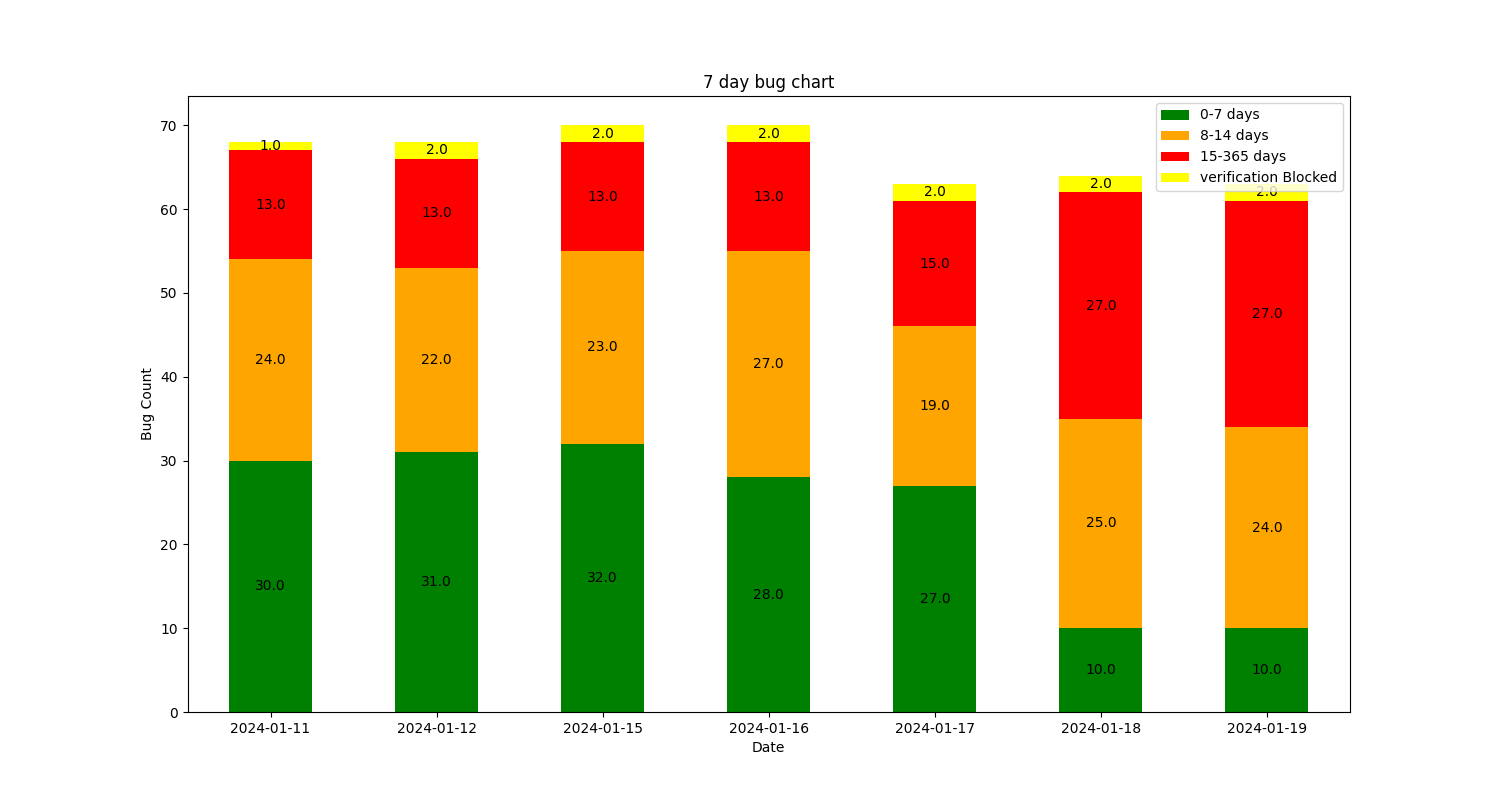 7 day bug chart
0-7 days
8-14 days
15-365 days
verification Blocked
Bug Count
70
60
50
40
30
20
10
0
1.0 2.0 2.0 2.0 2.0 2.0 2.0
13.0 13.0 13.0 13.0 15.0 27.0 27.0
24.0 22.0 23.0 27.0 19.0 25.0 24.0
30.0 31.0 32.0 28.0 27.0 10.0 10.0
2024-01-11 2024-01-12 2024-01-15 2024-01-16 2024-01-17 2024-01-18 2024-01-19
Date